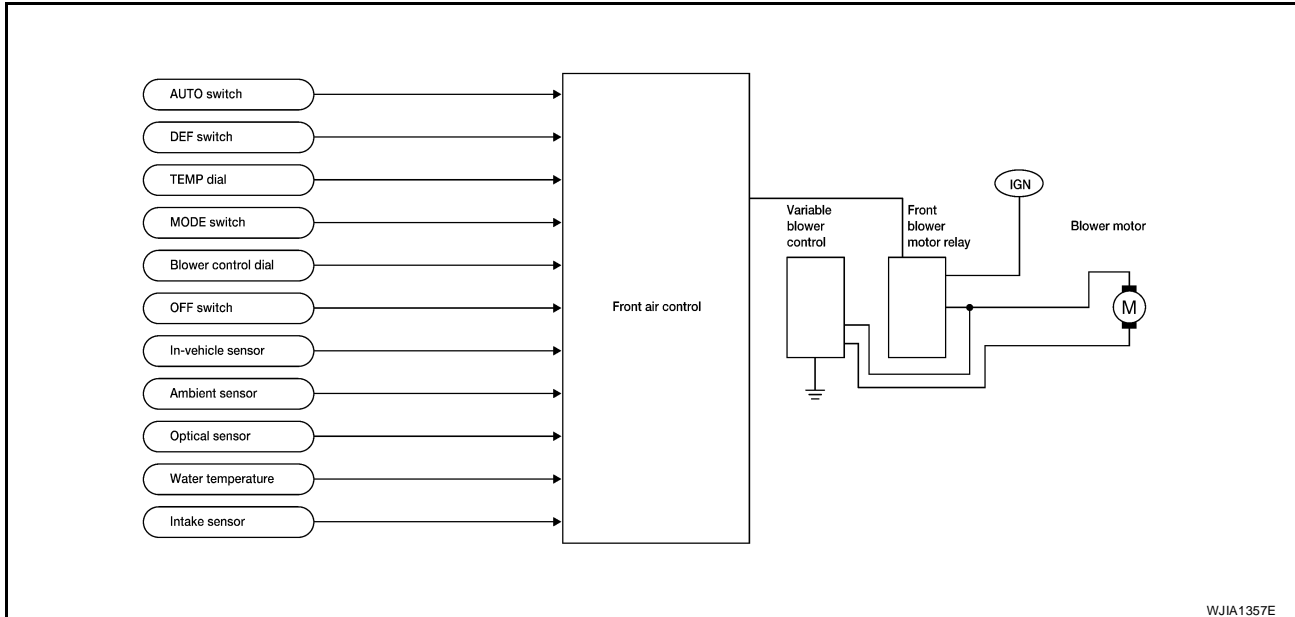 AUTO switch
DEF switch
TEMP dial
MODE switch
Blower control dial
OFF switch
In-vehicle sensor
Ambient sensor
Optical sensor
Water temperature
Intake sensor
Front air control
Variable
blower
control
Front
blower
motor relay
IGN
Blower motor
M
WJIA1357E